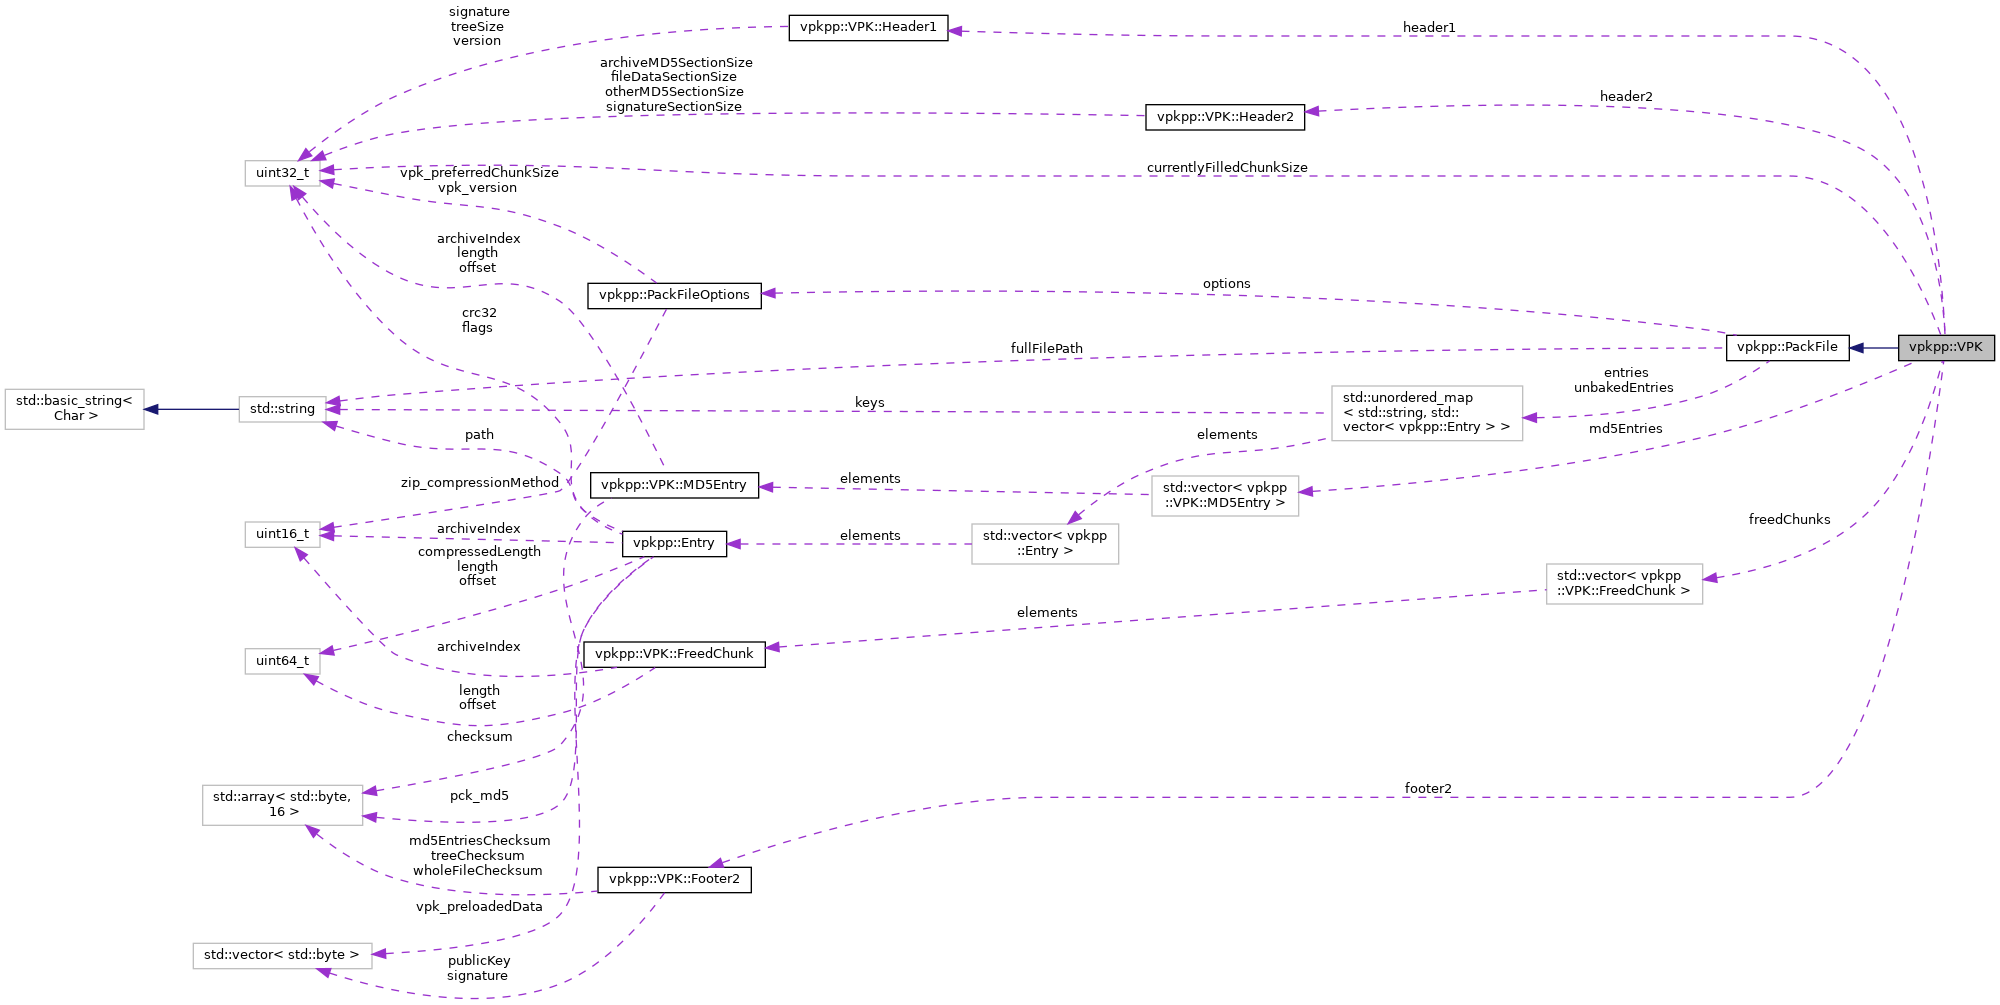 signature
treeSize
version
vpkpp::VPK::Header1
header1
archiveMD5SectionSize
fileDataSectionSize
otherMD5SectionSize
signatureSectionSize
vpkpp::VPK::Header2
header2
uint32_t
vpk_preferredChunkSize
vpk_version
currentlyFilledChunkSize
archiveIndex
length
offset
vpkpp::PackFileOptions
options
crc32
flags
fullFilePath
vpkpp::PackFile
vpkpp::VPK
std::basic_string<
Char >
std::string
keys
std::unordered_map
< std::string, std::
vector< vpkpp::Entry > >
entries
unbakedEntries
path
elements
md5Entries
zip_compressionMethod
vpkpp::VPK::MD5Entry
elements
std::vector< vpkpp
::VPK::MD5Entry >
uint16_t
archiveIndex
vpkpp::Entry
elements
std::vector< vpkpp
::Entry >
freedChunks
compressedLength
length
offset
std::vector< vpkpp
::VPK::FreedChunk >
elements
uint64_t
archiveIndex
vpkpp::VPK::FreedChunk
length
offset
checksum
std::array< std::byte,
16 >
pck_md5
footer2
md5EntriesChecksum
treeChecksum
wholeFileChecksum
vpkpp::VPK::Footer2
vpk_preloadedData
std::vector< std::byte >
publicKey
signature